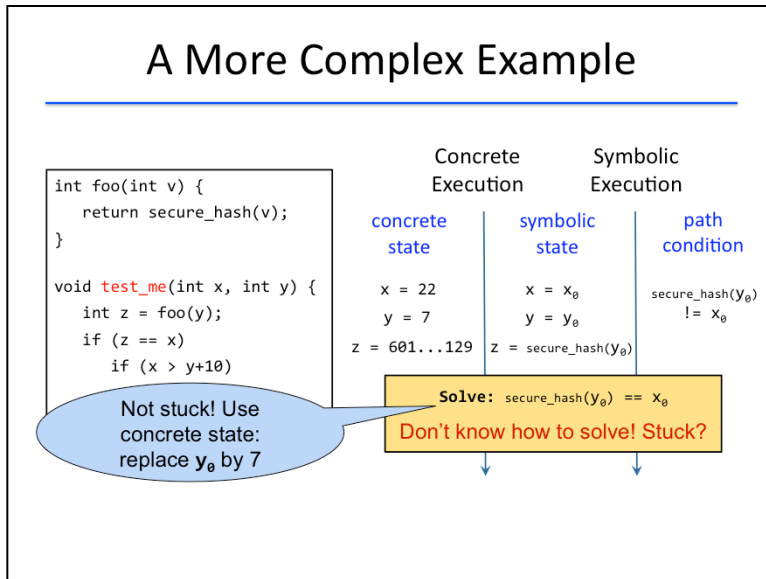 A More Complex Example
int foo(int v) {
return secure_hash(v);
}
void test_me(int x, int y) {
int z = foo(y);
if (z == x)
if (x > y+10)
Concrete
Execution
Symbolic
Execution
concrete
state
symbolic
state
path
condition
x = 22
x = x₀
secure_hash(y₀)
!= x₀
y = 7
y = y₀
z = 601...129
z = secure_hash(y₀)
Solve: secure_hash(y₀) == x₀
Don't know how to solve! Stuck?
Not stuck! Use
concrete state:
replace y₀ by 7